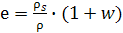 e = ρs/ρ · (1 + w)